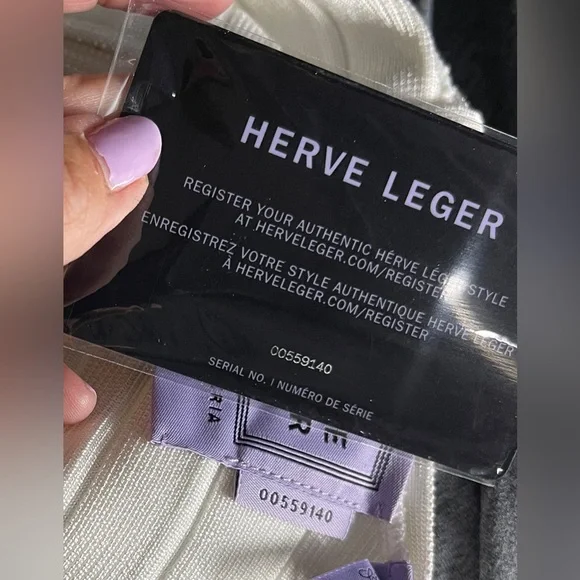 HERVE LEGER
REGISTER YOUR AUTHENTIC HÉRVE LÉGER STYLE
AT HERVELEGER.COM/REGISTER
ENREGISTREZ VOTRE STYLE AUTHENTIQUE HERVE LEGER
À HERVELEGER.COM/REGISTER
00559140
SERIAL NO. | NUMÉRO DE SÉRIE
00559140